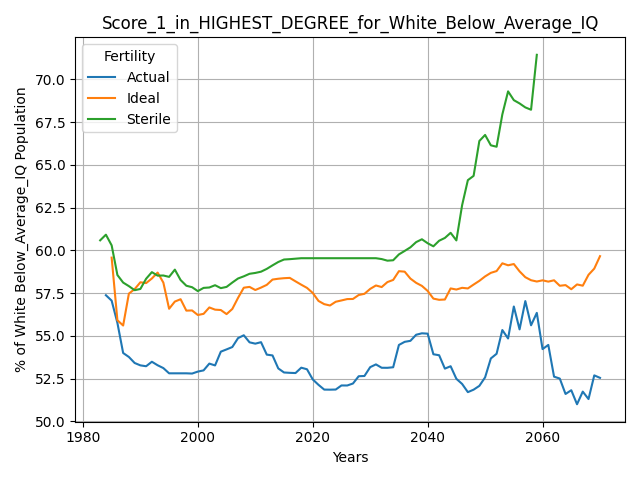 Score_1_in_HIGHEST_DEGREE_for_White_Below_Average_IQ
Fertility
Actual
Ideal
Sterile
% of White Below_Average_IQ Population
70.0
67.5
65.0
62.5
60.0
57.5
55.0
52.5
50.0
1980
2000
2020
2040
2060
Years